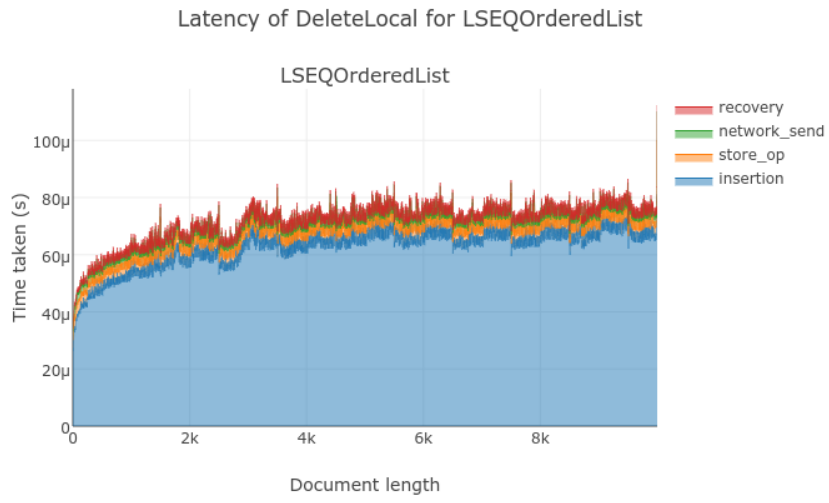 Latency of DeleteLocal for LSEQOrderedList
LSEQOrderedList
100μ
80μ
60μ
40μ
20μ
0
Time taken (s)
0
2k
4k
6k
8k
Document length
recovery
network_send
store_op
insertion